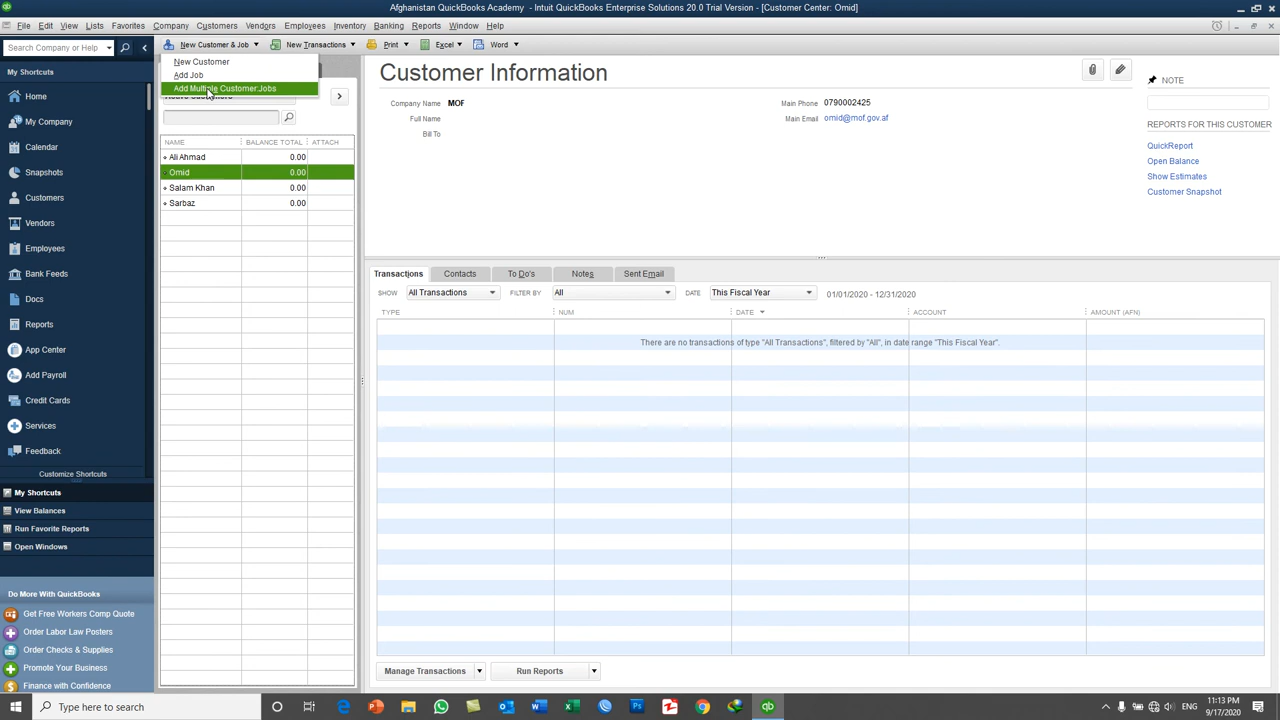 Afghanistan QuickBooks Academy - Intuit QuickBooks Enterprise Solutions 20.0 Trial Version - [Customer Center: Omid]
File Edit View Lists Favorites Company Customers Vendors Employees Inventory Banking Reports Window Help
Search Company or Help
New Customer & Job New Transactions Print Excel Word
My Shortcuts
Home
My Company
Calendar
Snapshots
Customers
Vendors
Employees
Bank Feeds
Docs
Reports
App Center
Add Payroll
Credit Cards
Services
Feedback
Customize Shortcuts
My Shortcuts
View Balances
Run Favorite Reports
Open Windows
Do More With QuickBooks
Get Free Workers Comp Quote
Order Labor Law Posters
Order Checks & Supplies
Promote Your Business
Finance with Confidence
New Customer
Add Job
Add Multiple Customer:Jobs
NAME BALANCE TOTAL ATTACH
Ali Ahmad 0.00
Omid 0.00
Salam Khan 0.00
Sarbaz 0.00
Customer Information
Company Name MOF
Full Name
Bill To
Main Phone 0790002425
Main Email omid@mof.gov.af
NOTE
REPORTS FOR THIS CUSTOMER
QuickReport
Open Balance
Show Estimates
Customer Snapshot
Transactions Contacts To Do's Notes Sent Email
SHOW All Transactions FILTER BY All DATE This Fiscal Year 01/01/2020 - 12/31/2020
TYPE NUM DATE ACCOUNT AMOUNT (AFN)
There are no transactions of type "All Transactions", filtered by "All", in date range "This Fiscal Year".
Manage Transactions Run Reports
Type here to search
ENG
11:13 PM
9/17/2020